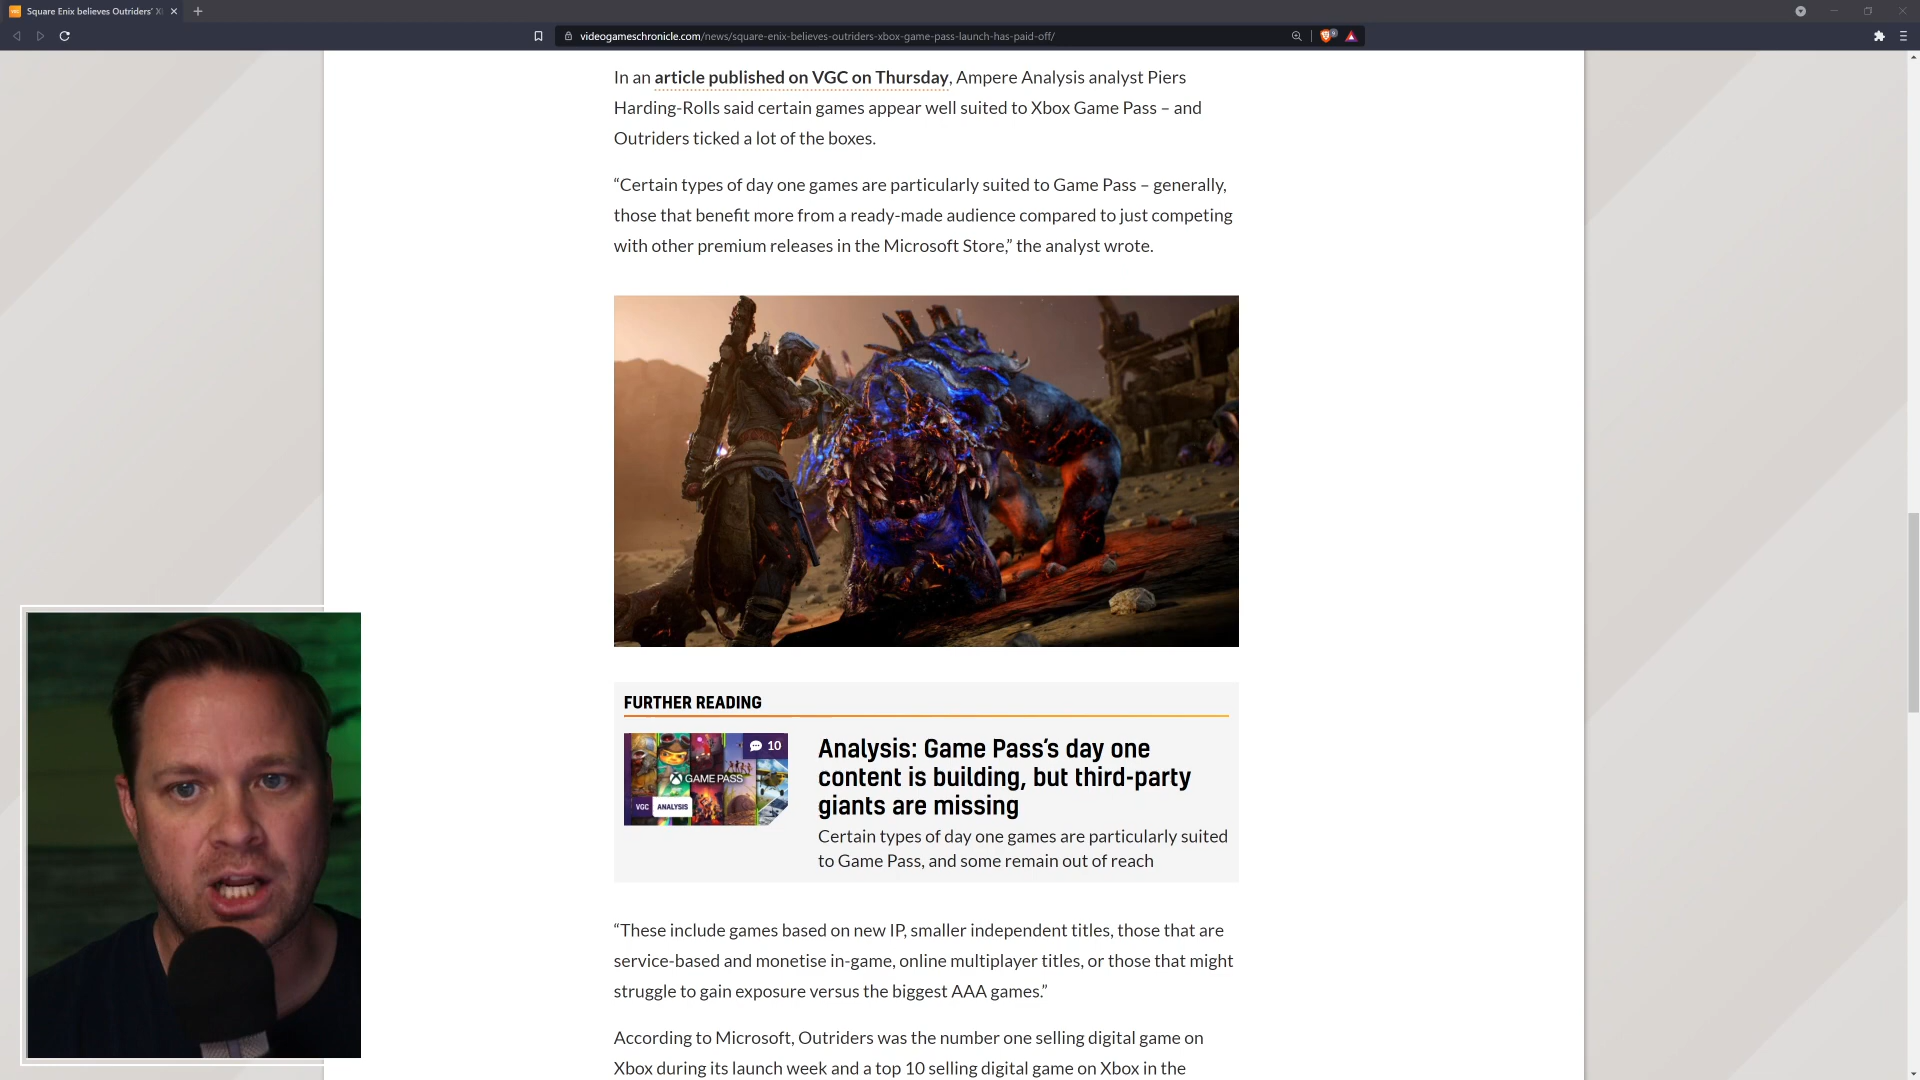 Square Enix believes Outriders' X
videogameschronicle.com/news/square-enix-believes-outriders-xbox-game-pass-launch-has-paid-off/
In an article published on VGC on Thursday, Ampere Analysis analyst Piers
Harding-Rolls said certain games appear well suited to Xbox Game Pass – and
Outriders ticked a lot of the boxes.
“Certain types of day one games are particularly suited to Game Pass – generally,
those that benefit more from a ready-made audience compared to just competing
with other premium releases in the Microsoft Store,” the analyst wrote.
FURTHER READING
10
GAME PASS
VGC ANALYSIS
Analysis: Game Pass’s day one
content is building, but third-party
giants are missing
Certain types of day one games are particularly suited
to Game Pass, and some remain out of reach
“These include games based on new IP, smaller independent titles, those that are
service-based and monetise in-game, online multiplayer titles, or those that might
struggle to gain exposure versus the biggest AAA games.”
According to Microsoft, Outriders was the number one selling digital game on
Xbox during its launch week and a top 10 selling digital game on Xbox in the